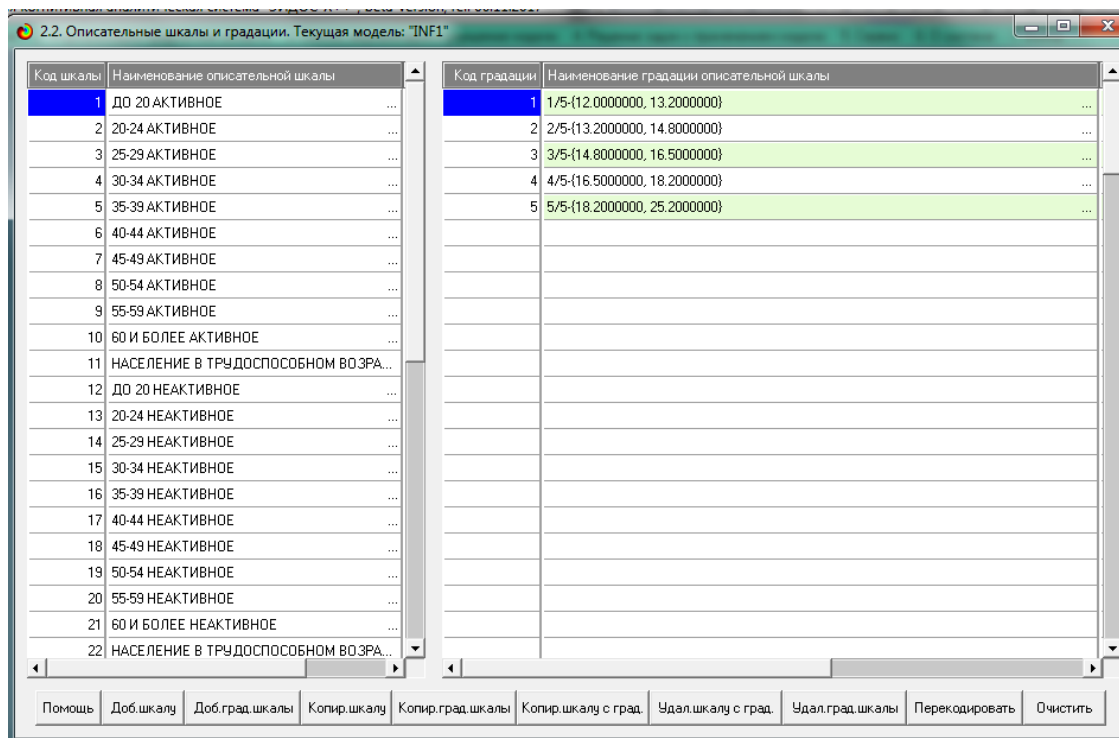 2.2. Описательные шкалы и градации. Текущая модель: "INF1"
Код шкалы Наименование описательной шкалы
1 ДО 20 АКТИВНОЕ ...
2 20-24 АКТИВНОЕ ...
3 25-29 АКТИВНОЕ ...
4 30-34 АКТИВНОЕ ...
5 35-39 АКТИВНОЕ ...
6 40-44 АКТИВНОЕ ...
7 45-49 АКТИВНОЕ ...
8 50-54 АКТИВНОЕ ...
9 55-59 АКТИВНОЕ ...
10 60 И БОЛЕЕ АКТИВНОЕ ...
11 НАСЕЛЕНИЕ В ТРУДОСПОСОБНОМ ВОЗРА...
12 ДО 20 НЕАКТИВНОЕ ...
13 20-24 НЕАКТИВНОЕ ...
14 25-29 НЕАКТИВНОЕ ...
15 30-34 НЕАКТИВНОЕ ...
16 35-39 НЕАКТИВНОЕ ...
17 40-44 НЕАКТИВНОЕ ...
18 45-49 НЕАКТИВНОЕ ...
19 50-54 НЕАКТИВНОЕ ...
20 55-59 НЕАКТИВНОЕ ...
21 60 И БОЛЕЕ НЕАКТИВНОЕ ...
22 НАСЕЛЕНИЕ В ТРУДОСПОСОБНОМ ВОЗРА...
Код градации Наименование градации описательной шкалы
1 1/5-{12.0000000, 13.2000000} ...
2 2/5-{13.2000000, 14.8000000} ...
3 3/5-{14.8000000, 16.5000000} ...
4 4/5-{16.5000000, 18.2000000} ...
5 5/5-{18.2000000, 25.2000000} ...
Помощь Доб.шкалу Доб.град.шкалы Копир.шкалу Копир.град.шкалы Копир.шкалу с град. Удал.шкалу с град. Удал.град.шкалы Перекодировать Очистить